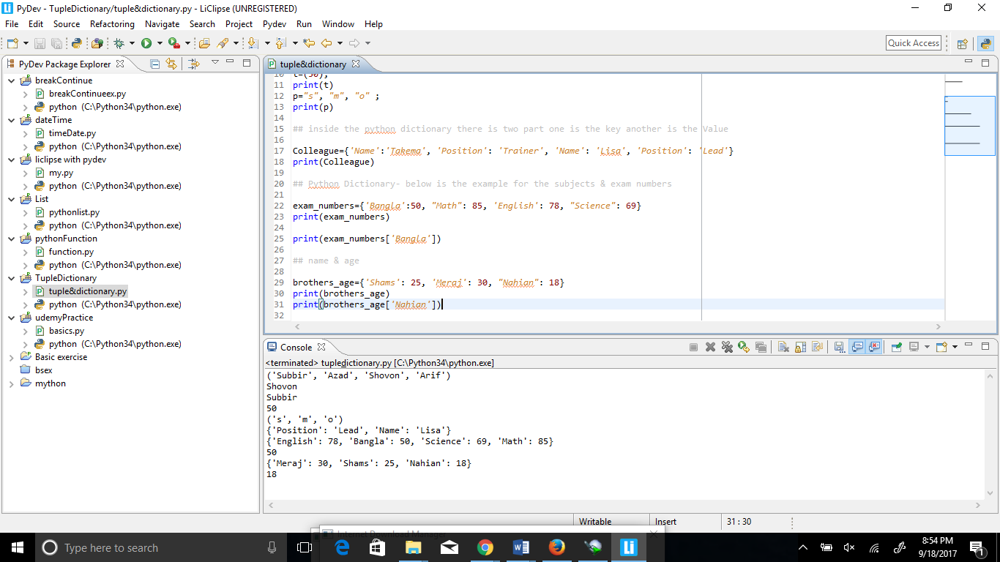 PyDev - TupleDictionary/tuple&dictionary.py - LiClipse (UNREGISTERED)
File Edit Source Refactoring Navigate Search Project Pydev Run Window Help
Quick Access
PyDev Package Explorer
breakContinue
breakContinueex.py
python (C:\Python34\python.exe)
dateTime
timeDate.py
python (C:\Python34\python.exe)
liclipse with pydev
my.py
python (C:\Python34\python.exe)
List
pythonlist.py
python (C:\Python34\python.exe)
pythonFunction
function.py
python (C:\Python34\python.exe)
TupleDictionary
tuple&dictionary.py
python (C:\Python34\python.exe)
udemyPractice
basics.py
python (C:\Python34\python.exe)
Basic exercise
bsex
mython
tuple&dictionary
10 t=(50);
11 print(t)
12 p="s", "m", "o" ;
13 print(p)
14
15 ## inside the python dictionary there is two part one is the key another is the Value
16
17 Colleague={'Name':'Takema', 'Position': 'Trainer', 'Name': 'Lisa', 'Position': 'Lead'}
18 print(Colleague)
19
20 ## Python Dictionary- below is the example for the subjects & exam numbers
21
22 exam_numbers={'Bangla':50, "Math": 85, 'English': 78, "Science": 69}
23 print(exam_numbers)
24
25 print(exam_numbers['Bangla'])
26
27 ## name & age
28
29 brothers_age={'Shams': 25, 'Meraj': 30, "Nahian": 18}
30 print(brothers_age)
31 print(brothers_age['Nahian'])
32
Console
<terminated> tupledictionary.py [C:\Python34\python.exe]
('Subbir', 'Azad', 'Shovon', 'Arif')
Shovon
Subbir
50
('s', 'm', 'o')
{'Position': 'Lead', 'Name': 'Lisa'}
{'English': 78, 'Bangla': 50, 'Science': 69, 'Math': 85}
50
{'Meraj': 30, 'Shams': 25, 'Nahian': 18}
18
Writable Insert 31 : 30
Internet Download Manager
Type here to search
8:54 PM
9/18/2017
1